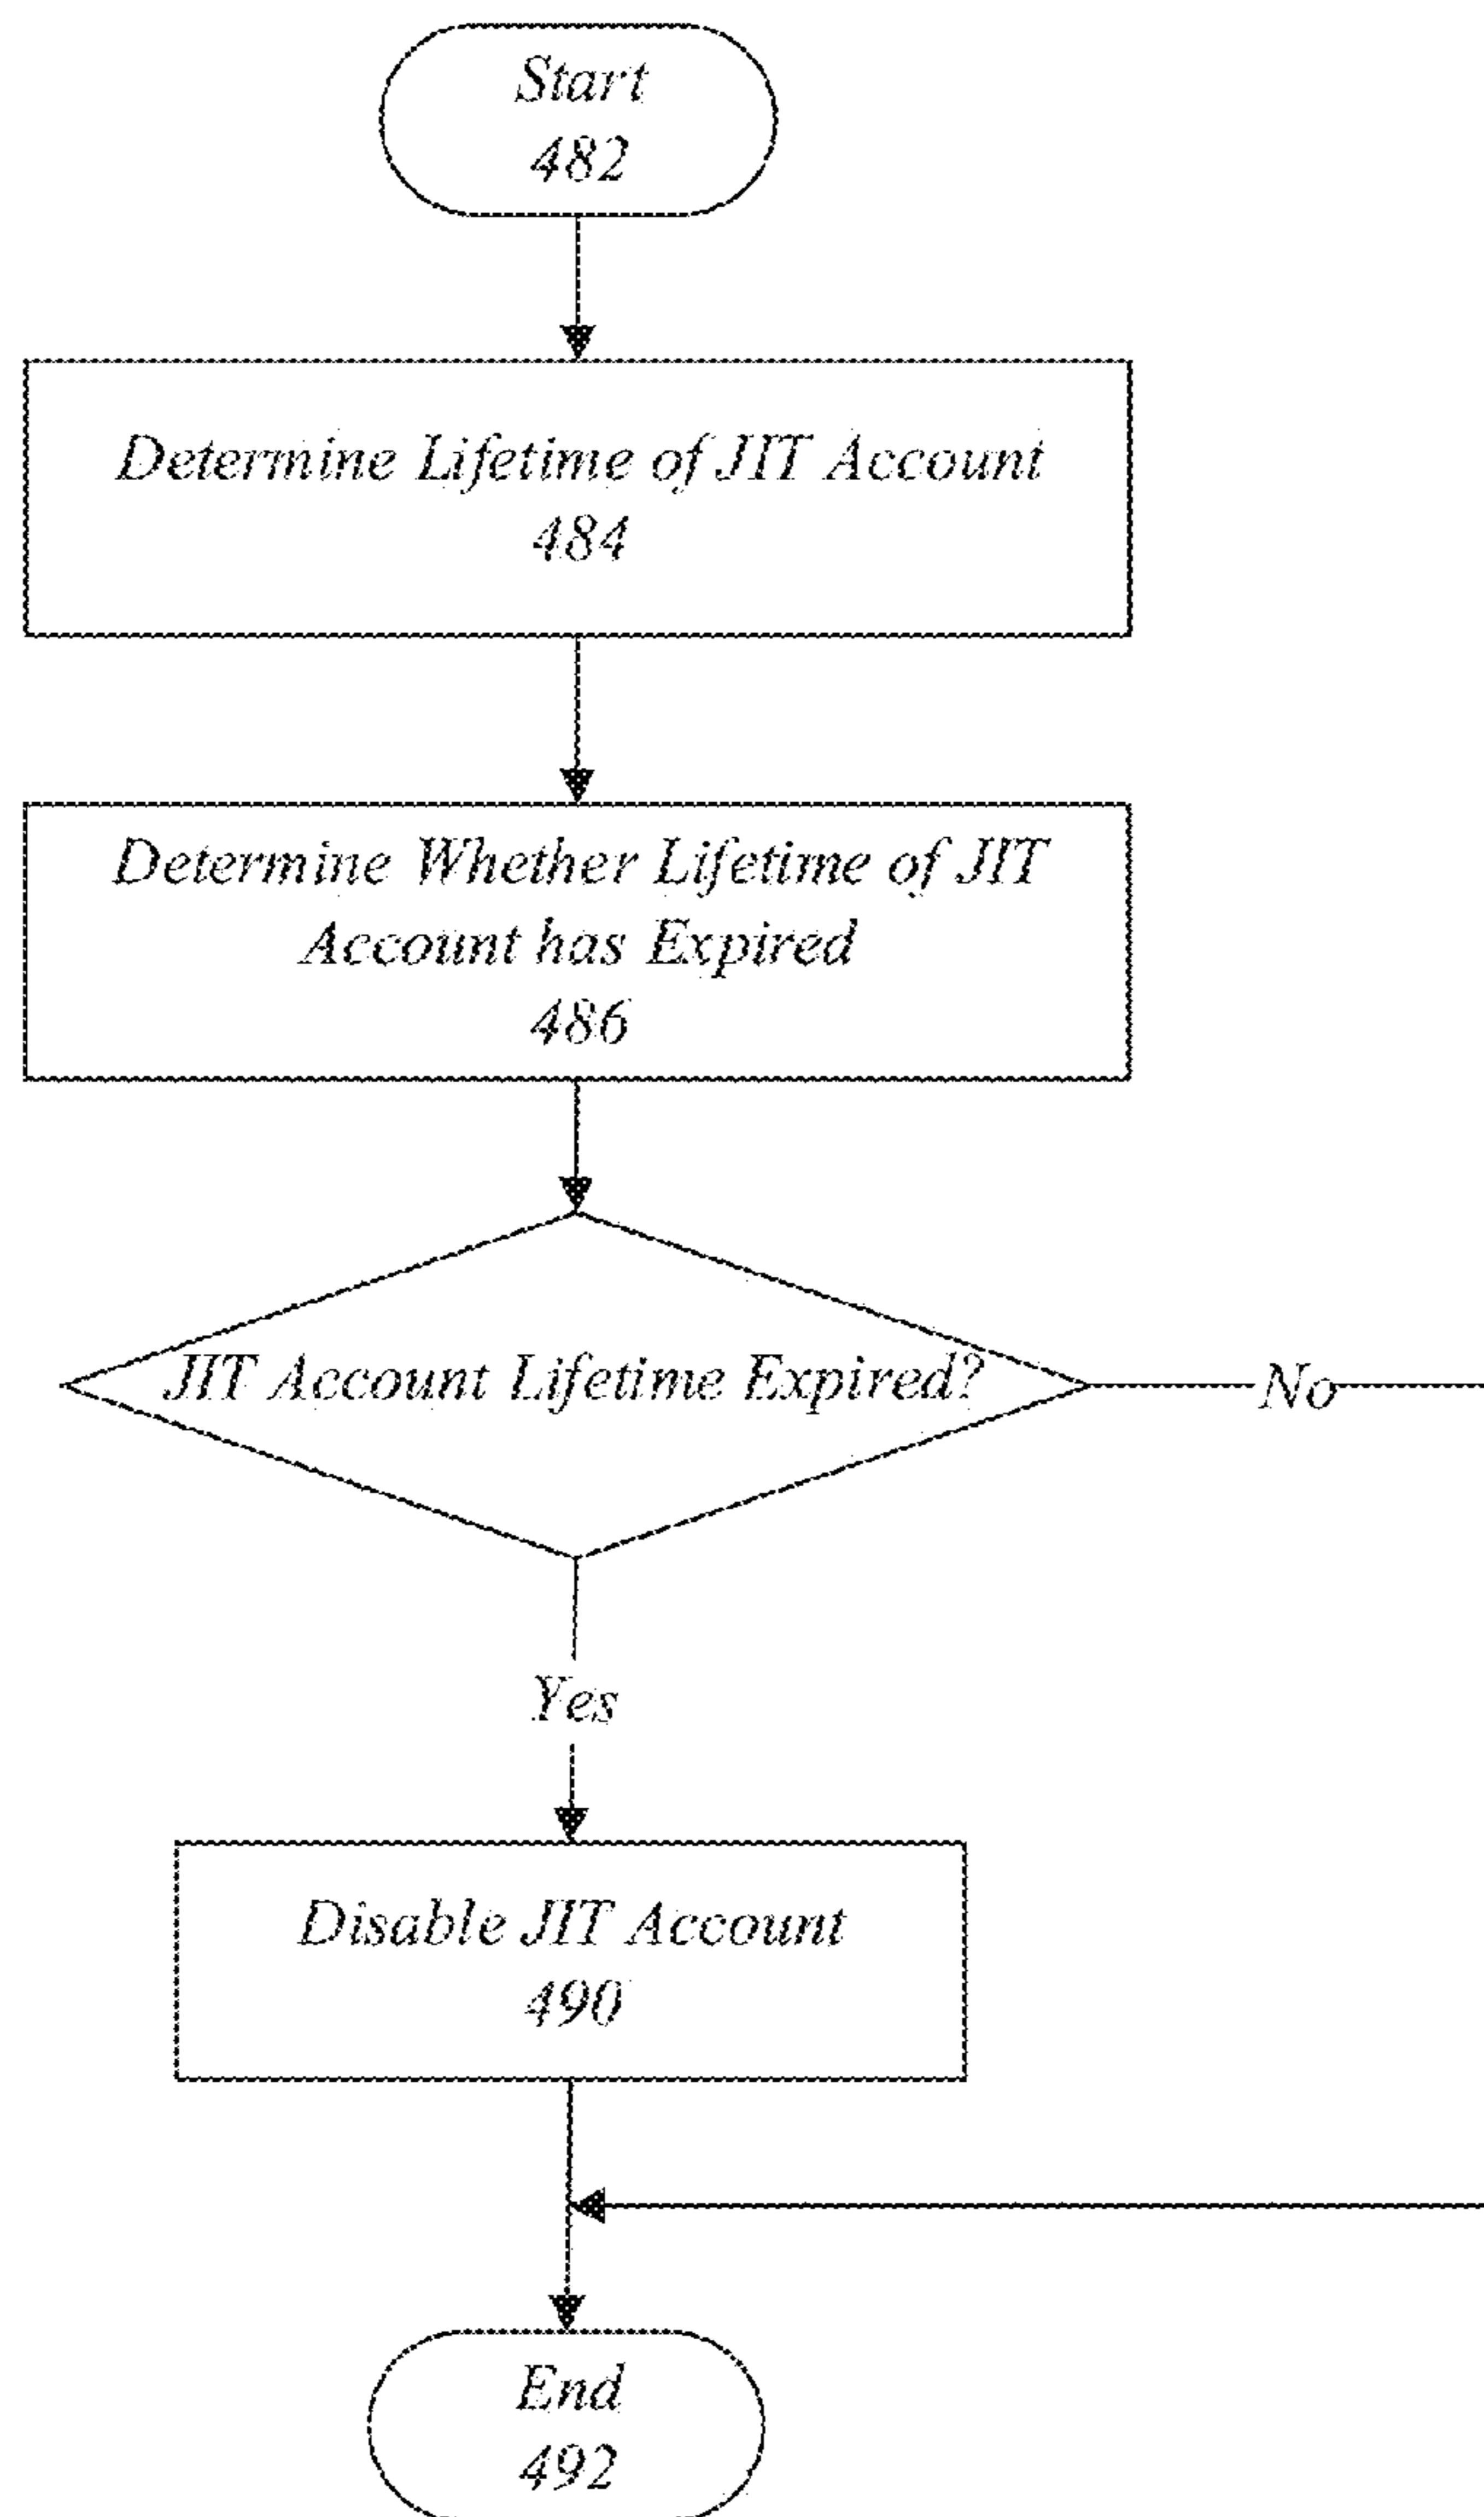 Start
482
Determine Lifetime of JIT Account
484
Determine Whether Lifetime of JIT
Account has Expired
486
JIT Account Lifetime Expired?
No
Yes
Disable JIT Account
490
End
492